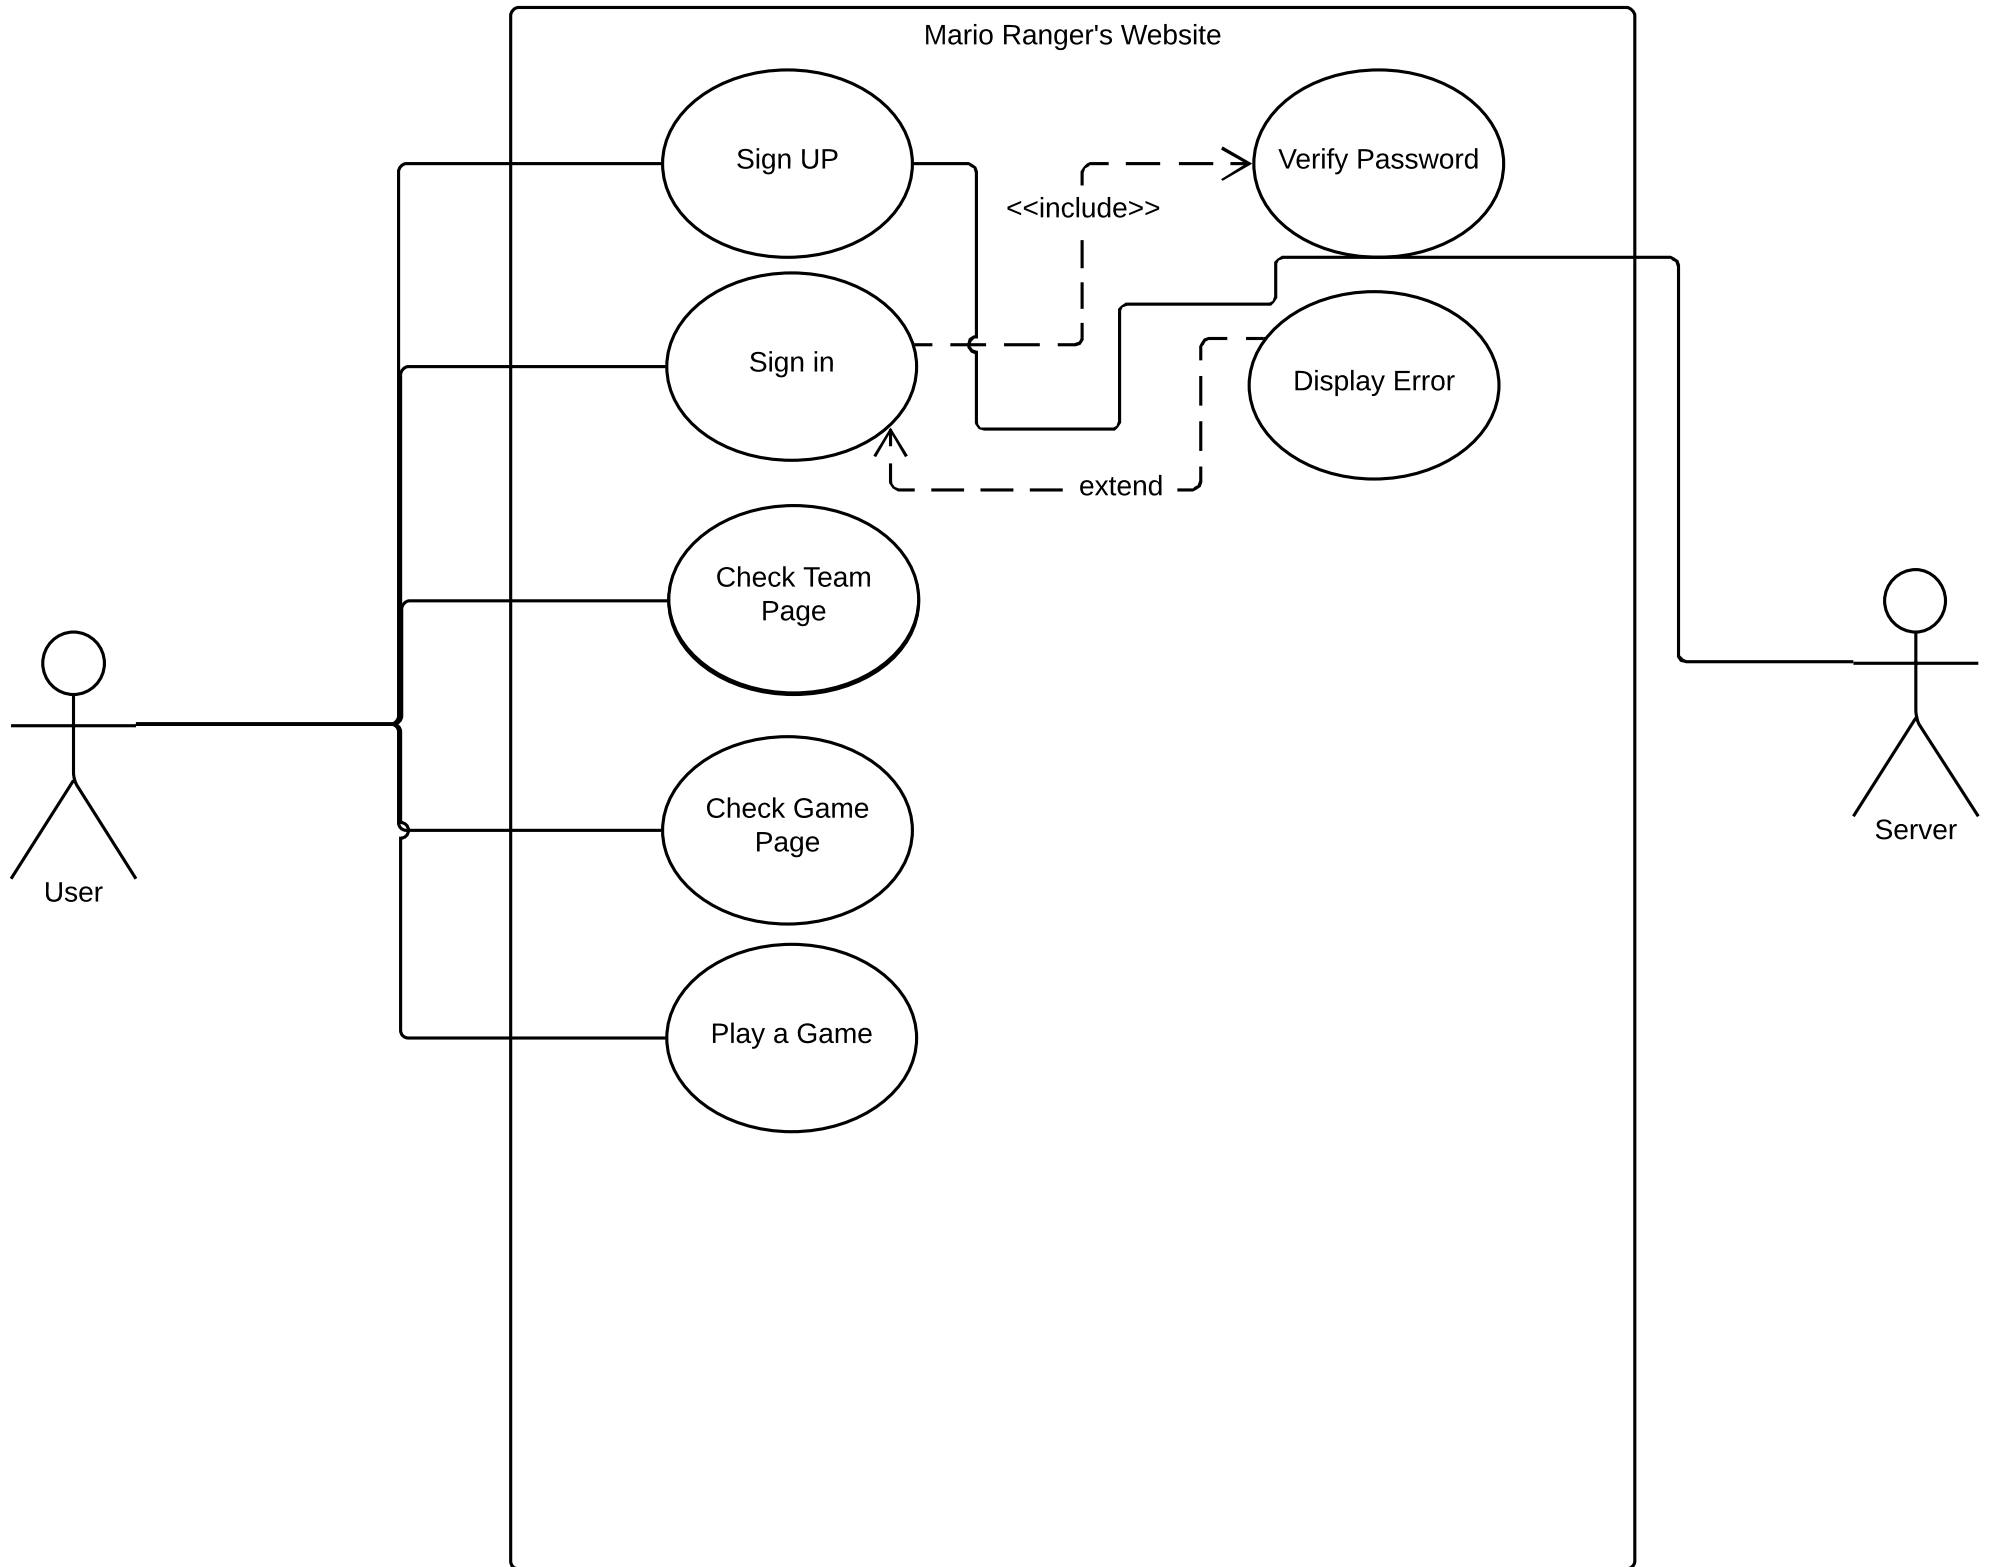 Mario Ranger's Website
Sign UP
Verify Password
<<include>>
Sign in
Display Error
extend
Check Team
Page
Check Game
Page
Play a Game
User
Server